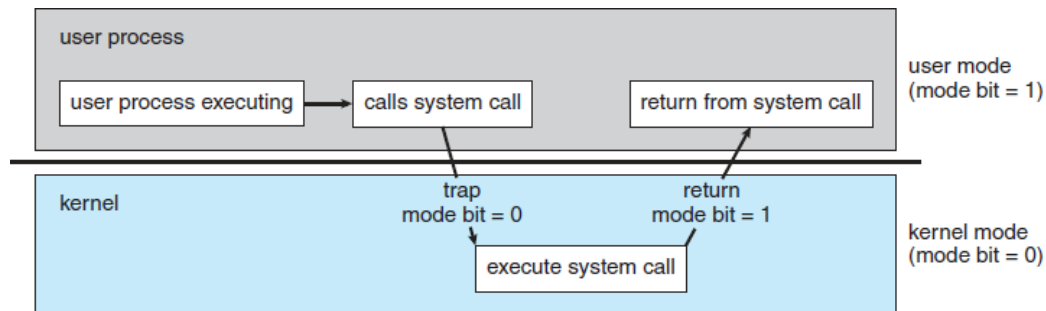 user process
user process executing
calls system call
return from system call
user mode
(mode bit = 1)
kernel
trap
mode bit = 0
return
mode bit = 1
execute system call
kernel mode
(mode bit = 0)